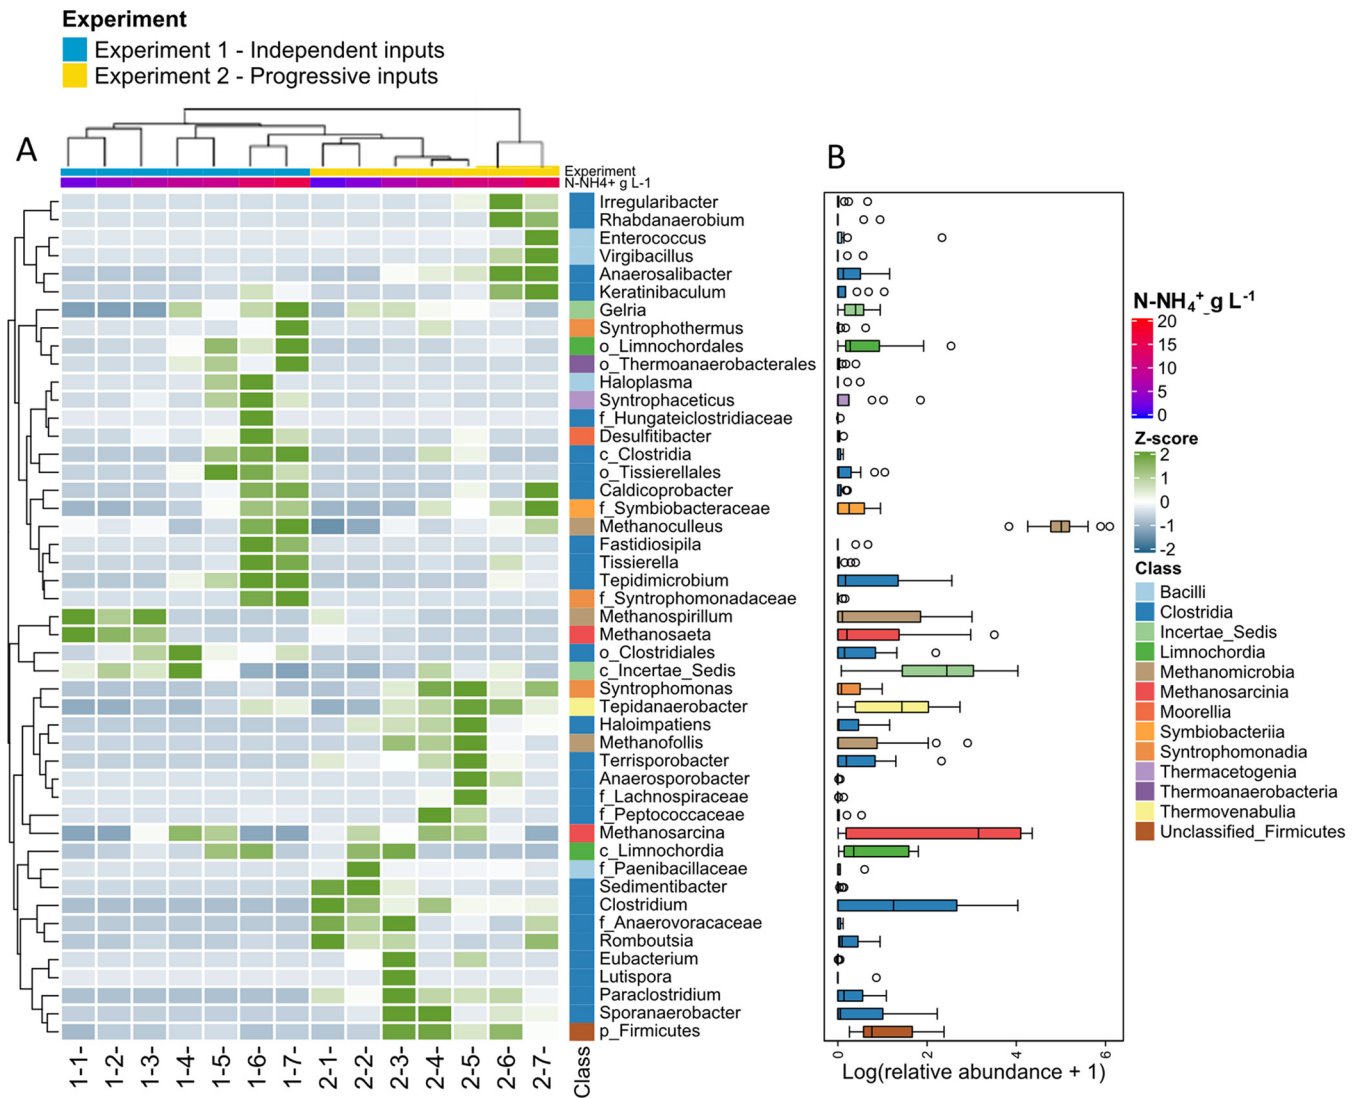 Experiment
Experiment 1 - Independent inputs
Experiment 2 - Progressive inputs
A
B
Experiment
N-NH4+ g L-1
Irregularibacter
Rhabdanaerobium
Enterococcus
Virgibacillus
Anaerosalibacter
Keratinibaculum
Gelria
Syntrophothermus
o_Limnochordales
o_Thermoanaerobacterales
Haloplasma
Syntrophaceticus
f_Hungateiclostridiaceae
Desulfitibacter
c_Clostridia
o_Tissierellales
Caldicoprobacter
f_Symbiobacteraceae
Methanoculleus
Fastidiosipila
Tissierella
Tepidimicrobium
f_Syntrophomonadaceae
Methanospirillum
Methanosaeta
o_Clostridiales
c_Incertae_Sedis
Syntrophomonas
Tepidanaerobacter
Haloimpatiens
Methanofollis
Terrisporobacter
Anaerosporobacter
f_Lachnospiraceae
f_Peptococcaceae
Methanosarcina
c_Limnochordia
f_Paenibacillaceae
Sedimentibacter
Clostridium
f_Anaerovoracaceae
Romboutsia
Eubacterium
Lutispora
Paraclostridium
Sporanaerobacter
p_Firmicutes
1-1-
1-2-
1-3-
1-4-
1-5-
1-6-
1-7-
2-1-
2-2-
2-3-
2-4-
2-5-
2-6-
2-7-
Class
0 2 4 6
Log(relative abundance + 1)
N-NH4+_g L-1
20
15
10
5
0
Z-score
2
1
0
-1
-2
Class
Bacilli
Clostridia
Incertae_Sedis
Limnochordia
Methanomicrobia
Methanosarcinia
Moorellia
Symbiobacteriia
Syntrophomonadia
Thermacetogenia
Thermoanaerobacteria
Thermovenabulia
Unclassified_Firmicutes